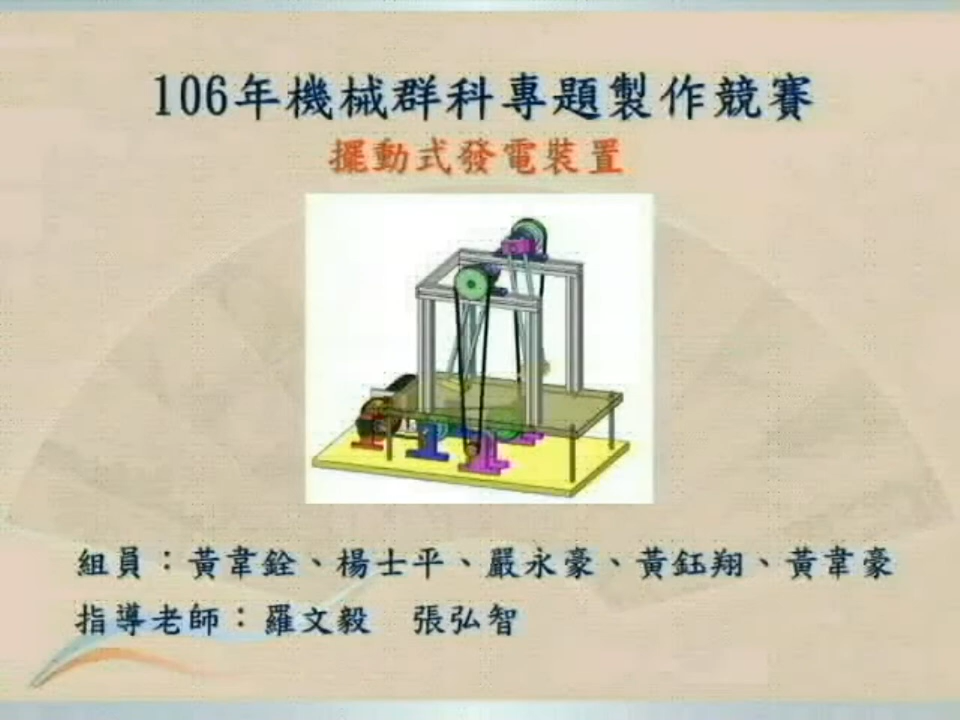 106年機械群科專題製作競賽
擺動式發電裝置
組員：黃韋銓、楊士平、嚴永豪、黃鈺翔、黃韋豪
指導老師：羅文毅 張弘智